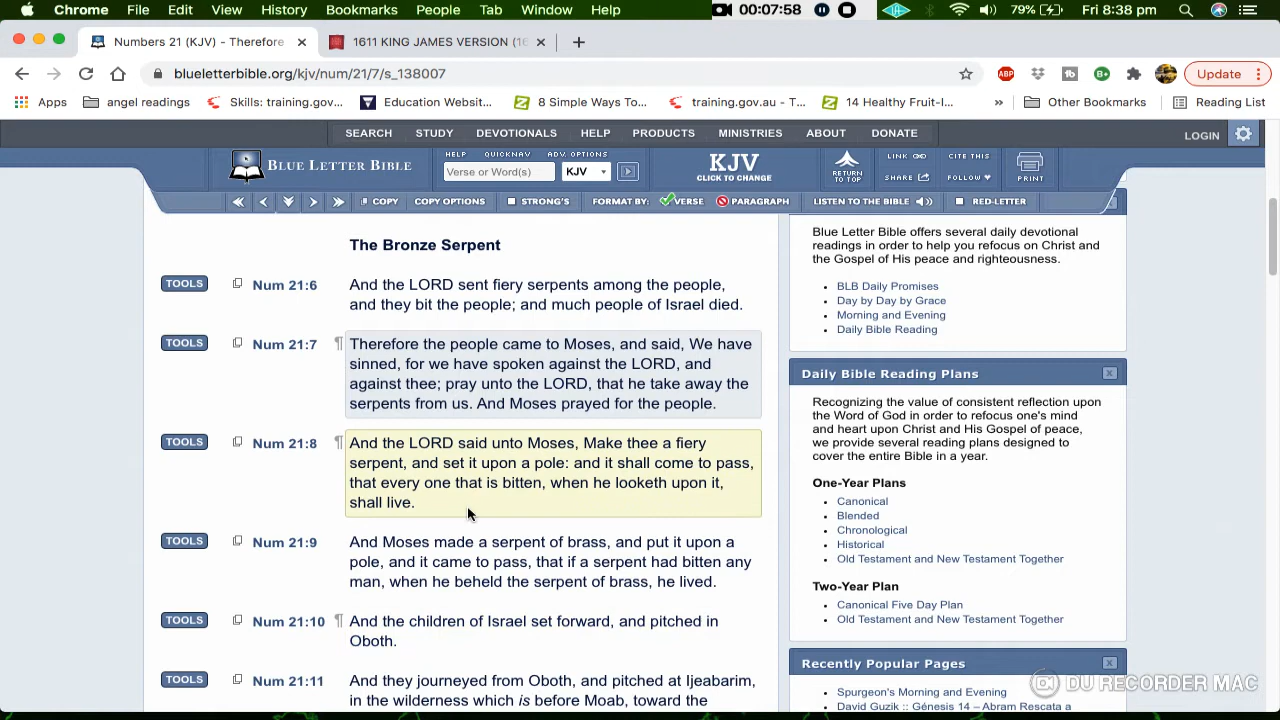 Chrome File Edit View History Bookmarks People Tab Window Help 00:07:58 79% Fri 8:38 pm
Numbers 21 (KJV) - Therefore × 1611 KING JAMES VERSION (16 × +
blueletterbible.org/kjv/num/21/7/s_138007 ABP Update
Apps angel readings Skills: training.gov... Education Websit... 8 Simple Ways To... training.gov.au - T... 14 Healthy Fruit-I... » Other Bookmarks Reading List
SEARCH STUDY DEVOTIONALS HELP PRODUCTS MINISTRIES ABOUT DONATE LOGIN
BLUE LETTER BIBLE
HELP QUICKNAV ADV. OPTIONS
Verse or Word(s) KJV
KJV
CLICK TO CHANGE
RETURN
TO TOP
LINK CITE THIS
SHARE FOLLOW
PRINT
COPY COPY OPTIONS STRONG'S FORMAT BY: VERSE PARAGRAPH LISTEN TO THE BIBLE RED-LETTER
The Bronze Serpent
TOOLS Num 21:6 And the LORD sent fiery serpents among the people,
and they bit the people; and much people of Israel died.
TOOLS Num 21:7 ¶ Therefore the people came to Moses, and said, We have
sinned, for we have spoken against the LORD, and
against thee; pray unto the LORD, that he take away the
serpents from us. And Moses prayed for the people.
TOOLS Num 21:8 ¶ And the LORD said unto Moses, Make thee a fiery
serpent, and set it upon a pole: and it shall come to pass,
that every one that is bitten, when he looketh upon it,
shall live.
TOOLS Num 21:9 And Moses made a serpent of brass, and put it upon a
pole, and it came to pass, that if a serpent had bitten any
man, when he beheld the serpent of brass, he lived.
TOOLS Num 21:10 ¶ And the children of Israel set forward, and pitched in
Oboth.
TOOLS Num 21:11 And they journeyed from Oboth, and pitched at Ijeabarim,
in the wilderness which is before Moab, toward the
Blue Letter Bible offers several daily devotional
readings in order to help you refocus on Christ and
the Gospel of His peace and righteousness.
BLB Daily Promises
Day by Day by Grace
Morning and Evening
Daily Bible Reading
Daily Bible Reading Plans
Recognizing the value of consistent reflection upon
the Word of God in order to refocus one's mind
and heart upon Christ and His Gospel of peace,
we provide several reading plans designed to
cover the entire Bible in a year.
One-Year Plans
Canonical
Blended
Chronological
Historical
Old Testament and New Testament Together
Two-Year Plan
Canonical Five Day Plan
Old Testament and New Testament Together
Recently Popular Pages
Spurgeon's Morning and Evening
David Guzik :: Génesis 14 – Abram Rescata a
DU RECORDER MAC